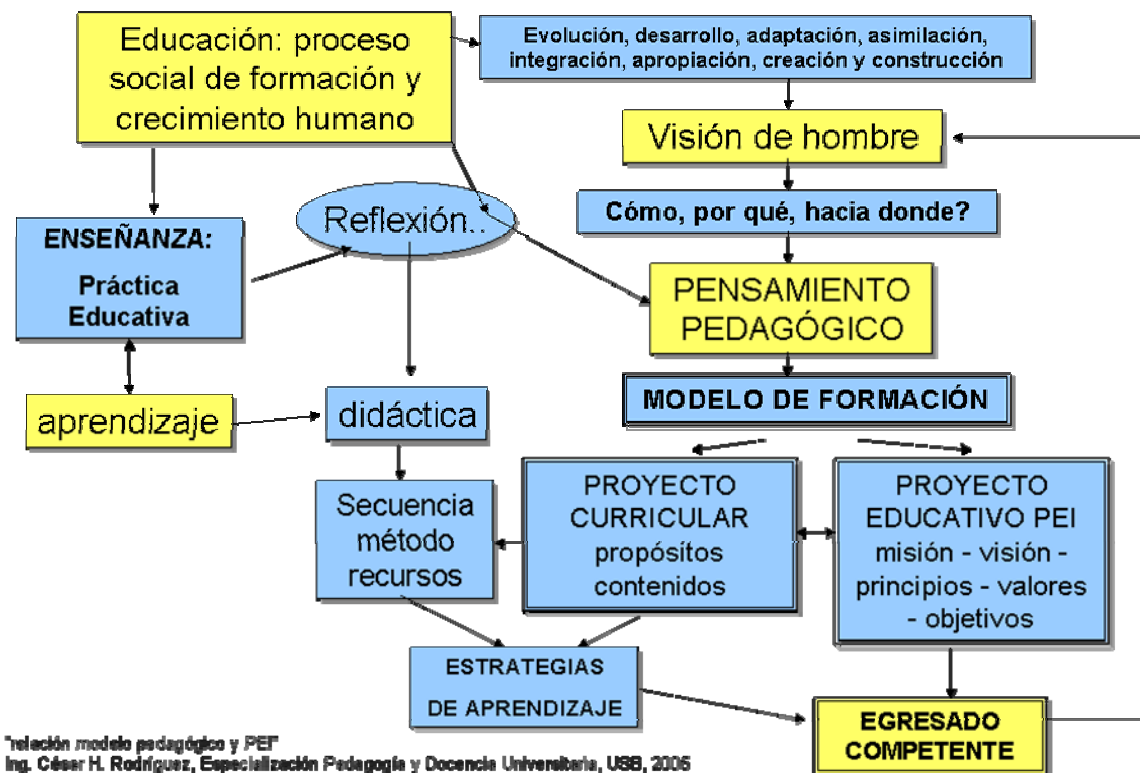 Educación: proceso
social de formación y
crecimiento humano
Evolución, desarrollo, adaptación, asimilación,
integración, apropiación, creación y construcción
Visión de hombre
Cómo, por qué, hacia donde?
Reflexión..
ENSEÑANZA:
Práctica
Educativa
PENSAMIENTO
PEDAGÓGICO
MODELO DE FORMACIÓN
aprendizaje
didáctica
Secuencia
método
recursos
PROYECTO
CURRICULAR
propósitos
contenidos
PROYECTO
EDUCATIVO PEI
misión - visión -
principios - valores
- objetivos
ESTRATEGIAS
DE APRENDIZAJE
EGRESADO
COMPETENTE
"relación modelo pedagógico y PEI"
Ing. César H. Rodríguez, Especialización Pedagogía y Docencia Universitaria, USB, 2005